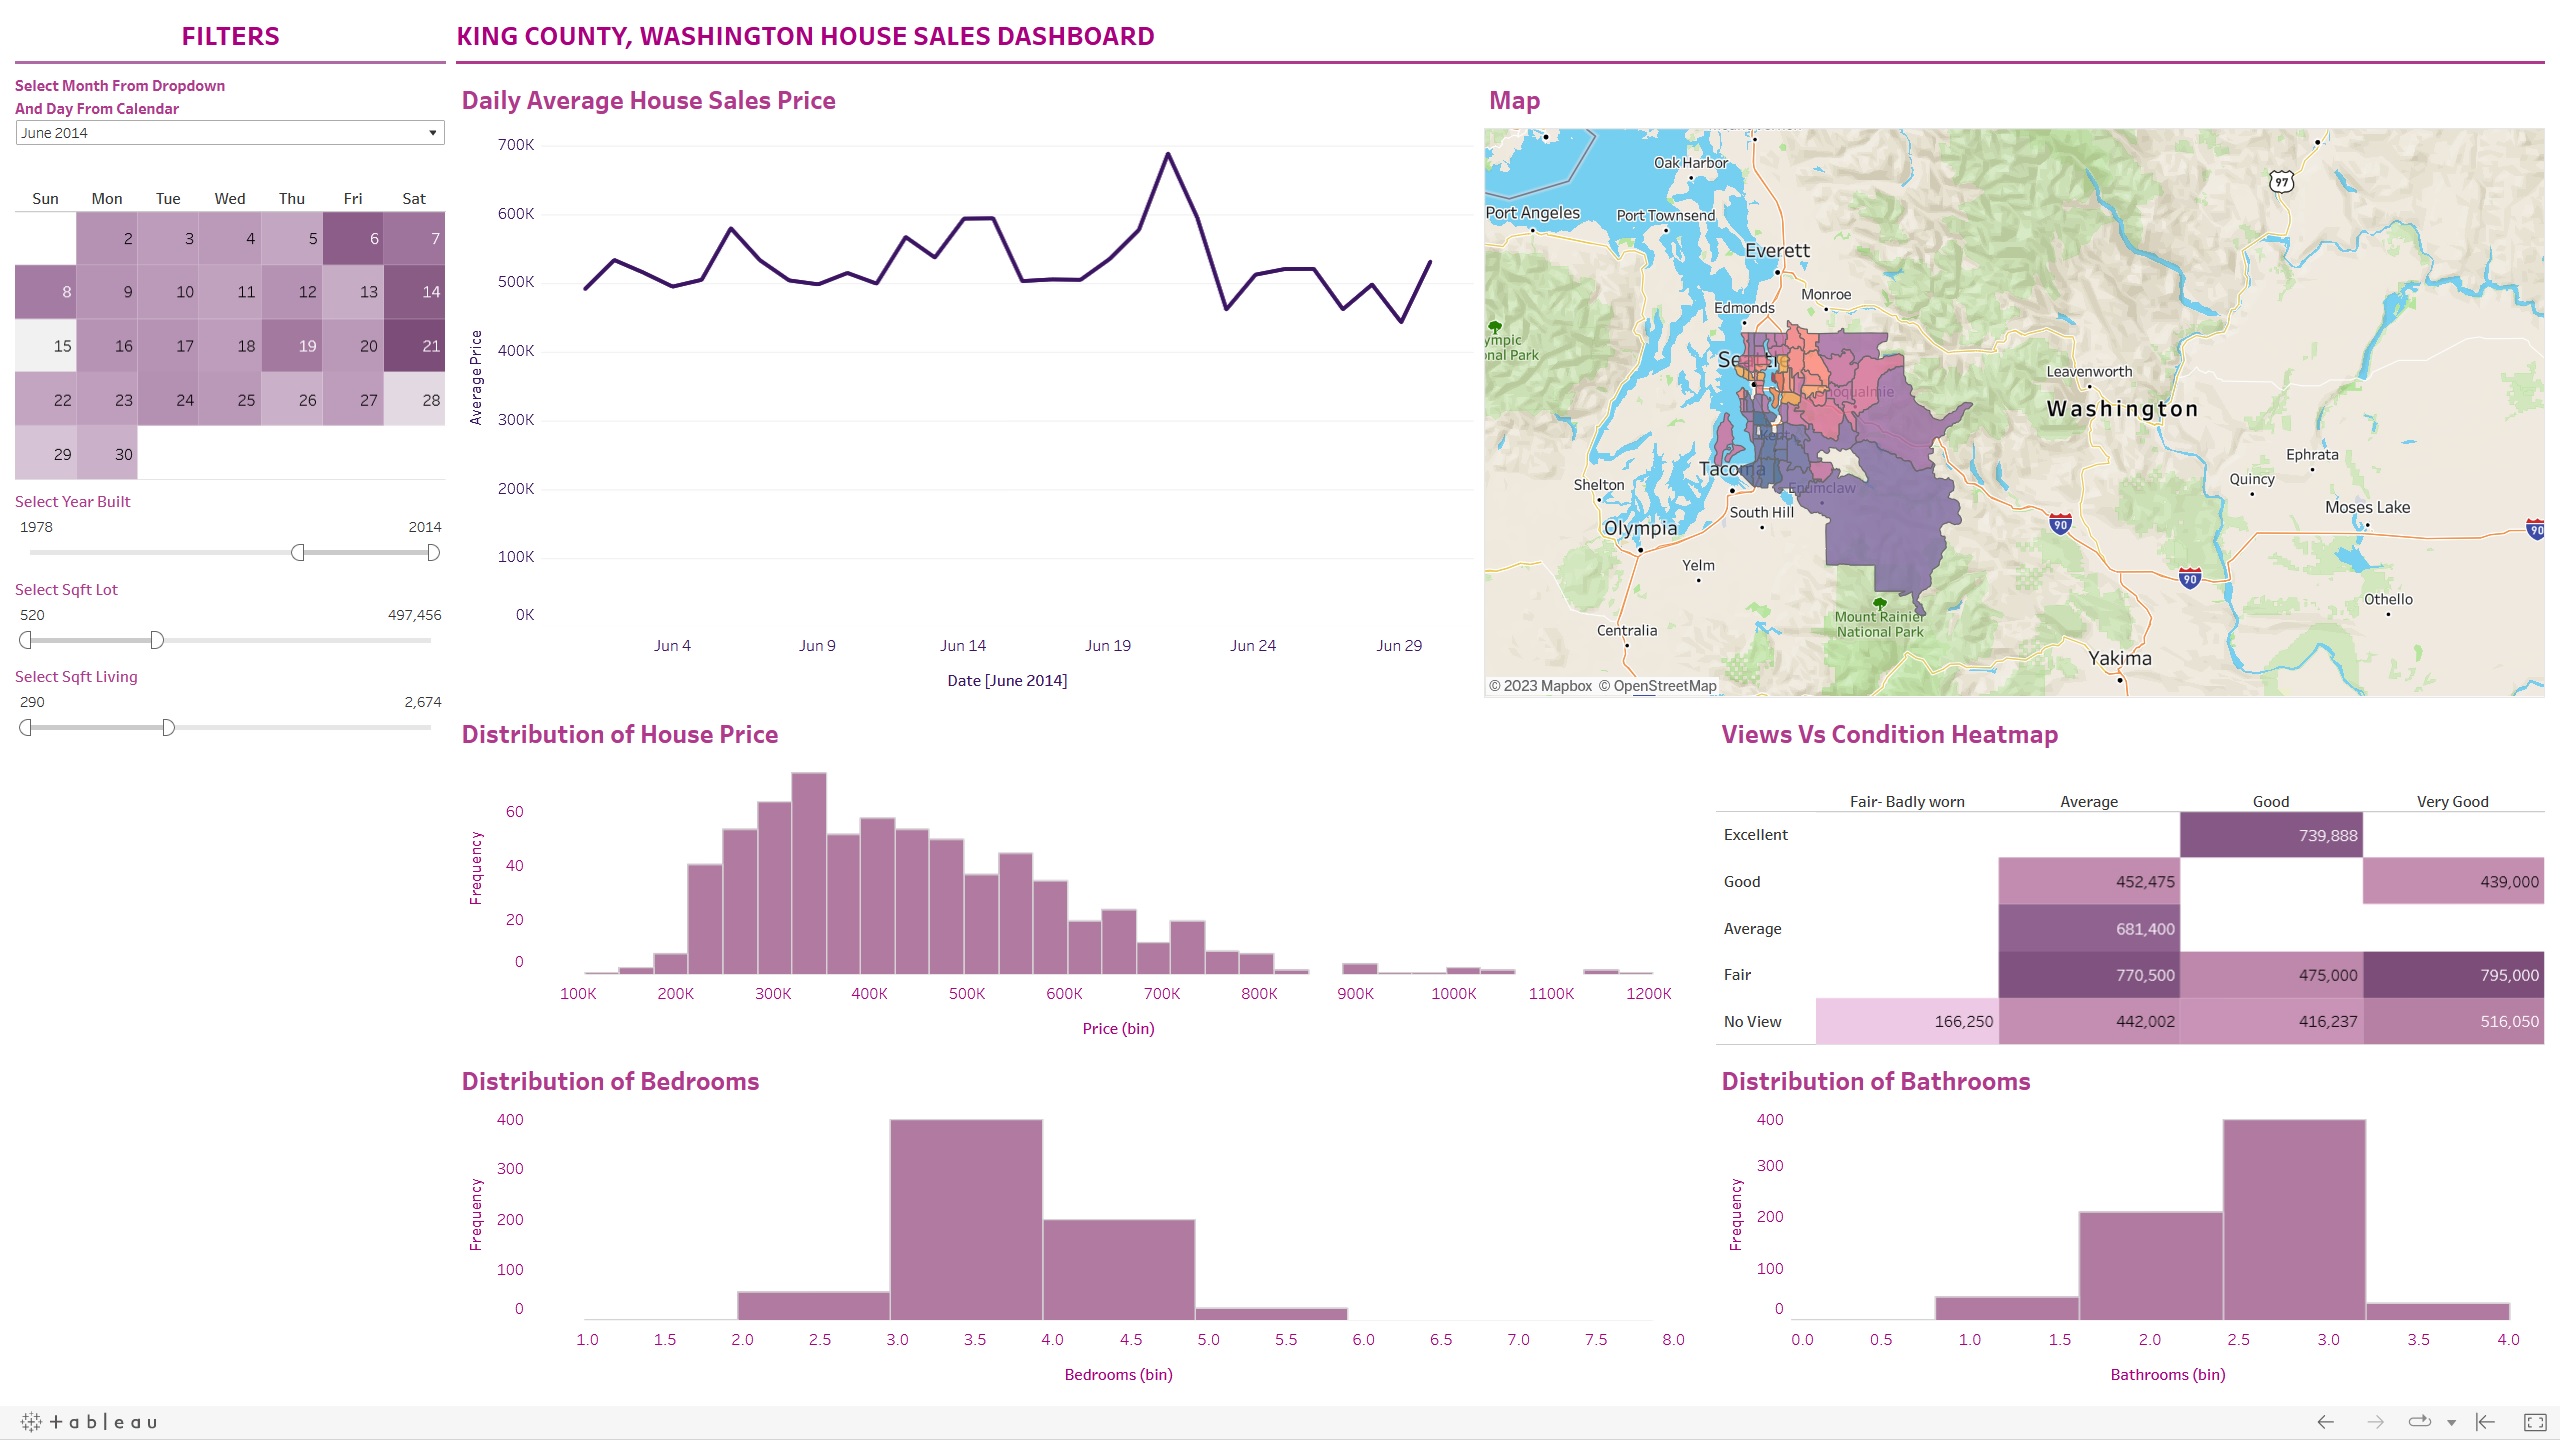 FILTERS
KING COUNTY, WASHINGTON HOUSE SALES DASHBOARD
Select Month From Dropdown
And Day From Calendar
June 2014
Sun Mon Tue Wed Thu Fri Sat
2 3 4 5 6 7
8 9 10 11 12 13 14
15 16 17 18 19 20 21
22 23 24 25 26 27 28
29 30
Select Year Built
1978 2014
Select Sqft Lot
520 497,456
Select Sqft Living
290 2,674
Daily Average House Sales Price
700K
600K
500K
400K
300K
200K
100K
0K
Average Price
Jun 4 Jun 9 Jun 14 Jun 19 Jun 24 Jun 29
Date [June 2014]
Map
Oak Harbor
97
Port Angeles
Port Townsend
Everett
Monroe
Edmonds
ympic
nal Park
Leavenworth
Washington
Tacoma
Enumclaw
Ephrata
Quincy
Shelton
South Hill
Moses Lake
Olympia
90
90
90
Yelm
Othello
Mount Rainier
National Park
Centralia
Yakima
© 2023 Mapbox © OpenStreetMap
Distribution of House Price
60
40
20
0
Frequency
100K 200K 300K 400K 500K 600K 700K 800K 900K 1000K 1100K 1200K
Price (bin)
Views Vs Condition Heatmap
Fair- Badly worn Average Good Very Good
Excellent 739,888
Good 452,475 439,000
Average 681,400
Fair 770,500 475,000 795,000
No View 166,250 442,002 416,237 516,050
Distribution of Bedrooms
400
300
200
100
0
Frequency
1.0 1.5 2.0 2.5 3.0 3.5 4.0 4.5 5.0 5.5 6.0 6.5 7.0 7.5 8.0
Bedrooms (bin)
Distribution of Bathrooms
400
300
200
100
0
Frequency
0.0 0.5 1.0 1.5 2.0 2.5 3.0 3.5 4.0
Bathrooms (bin)
+ableau